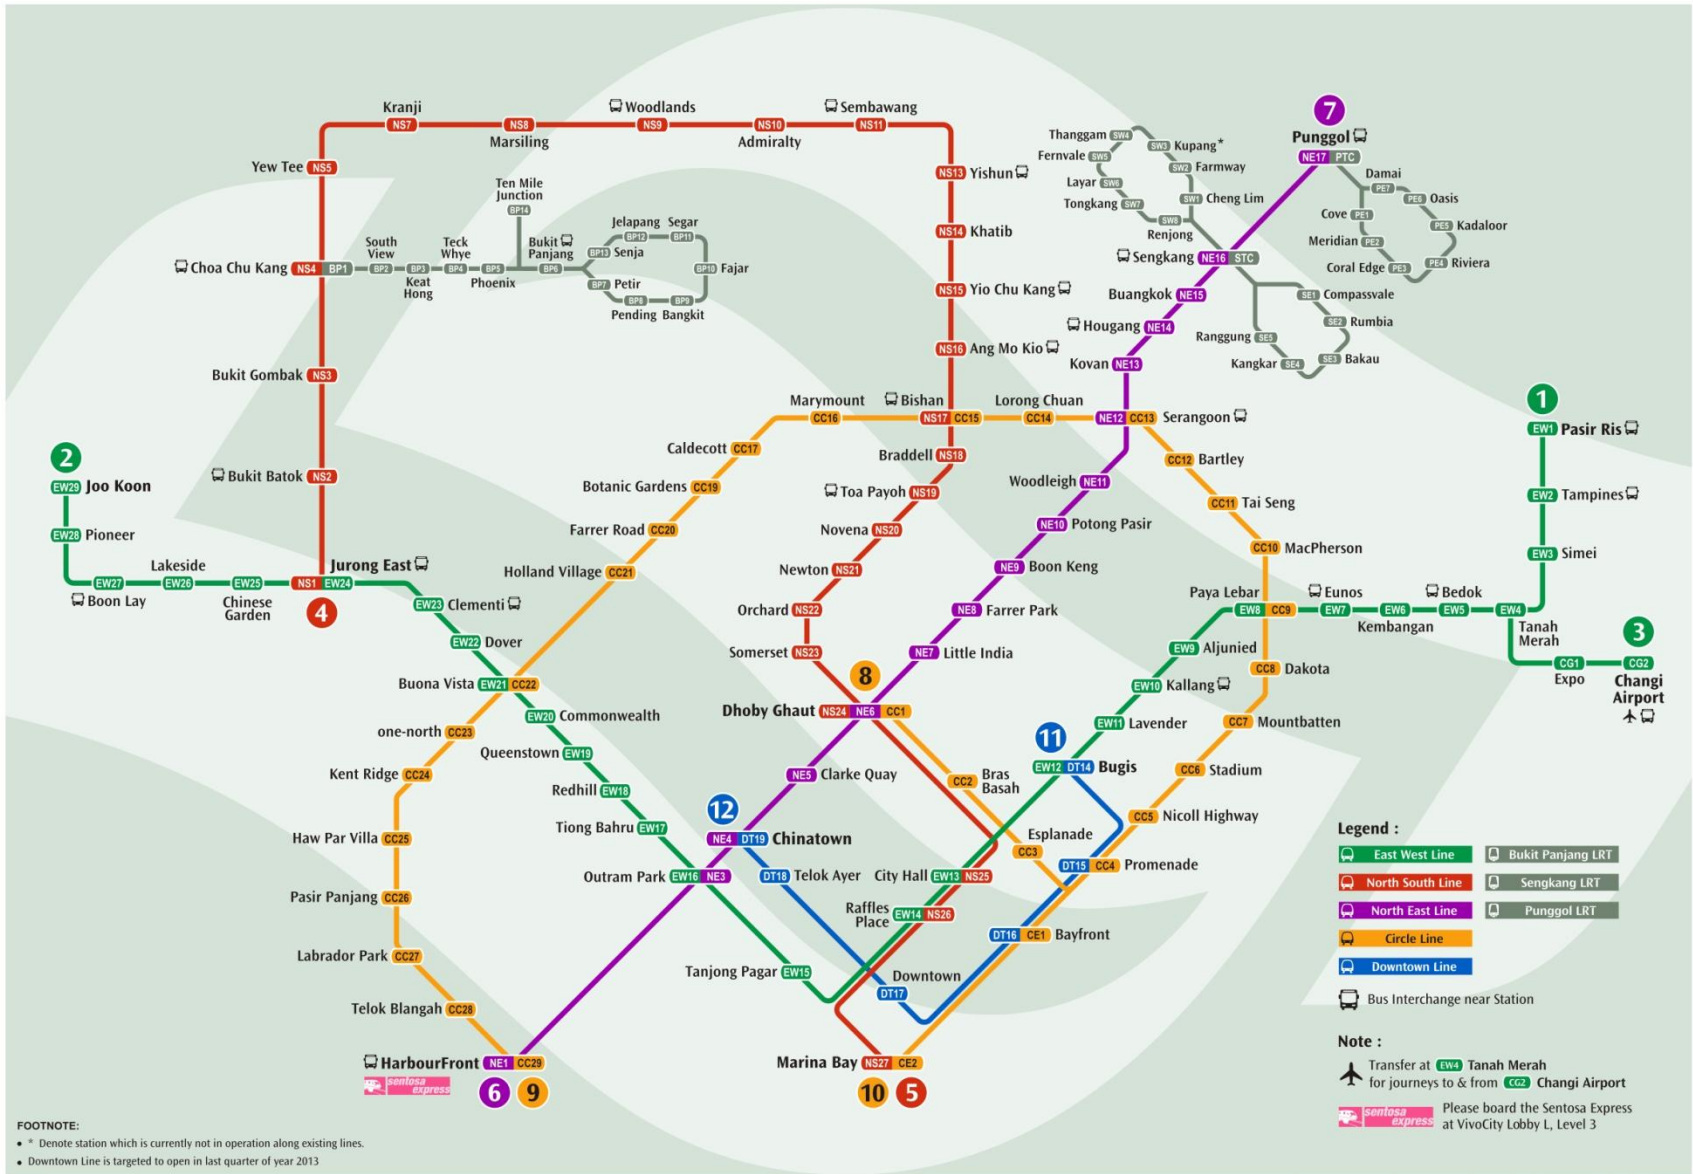 7
Punggol
NE17 PTC
Kranji
NS7
NS8
Marsiling
Woodlands
NS9
NS10
Admiralty
Sembawang
NS11
Yew Tee NS5
NS13 Yishun
NS14 Khatib
NS15 Yio Chu Kang
NS16 Ang Mo Kio
Thanggam SW4
SW3 Kupang*
Fernvale SW5
SW2 Farmway
Layar SW6
SW1 Cheng Lim
Tongkang SW7
SW8
Renjong
Damai
PE7
PE6 Oasis
Cove PE1
PE5 Kadaloor
Meridian PE2
PE4 Riviera
Coral Edge PE3
Ten Mile
Junction
BP14
Choa Chu Kang NS4 BP1
South
View
BP2
BP3
Keat
Hong
Teck
Whye
BP4
BP5
Phoenix
Bukit
Panjang
BP6
Jelapang Segar
BP12 BP11
BP13 Senja
BP10 Fajar
BP7 Petir
BP8 BP9
Pending Bangkit
Sengkang NE16 STC
Buangkok NE15
SE1 Compassvale
Hougang NE14
SE2 Rumbia
Ranggung SE5
Kovan NE13
Kangkar SE4
SE3 Bakau
Bukit Gombak NS3
Bukit Batok NS2
Marymount
CC16
Bishan
NS17 CC15
Lorong Chuan
CC14
NE12 CC13 Serangoon
1
EW1 Pasir Ris
EW2 Tampines
EW3 Simei
2
EW29 Joo Koon
EW28 Pioneer
EW27
Boon Lay
Lakeside
EW26
EW25
Chinese
Garden
Jurong East
NS1 EW24
4
EW23 Clementi
EW22 Dover
Caldecott CC17
Botanic Gardens CC19
Farrer Road CC20
Holland Village CC21
Braddell NS18
Toa Payoh NS19
Novena NS20
Newton NS21
Orchard NS22
Somerset NS23
Woodleigh NE11
NE10 Potong Pasir
NE9 Boon Keng
NE8 Farrer Park
NE7 Little India
CC12 Bartley
CC11 Tai Seng
CC10 MacPherson
Paya Lebar
EW8 CC9
Eunos
EW7
EW6
Kembangan
Bedok
EW5
EW4
Tanah
Merah
3
CG1
Expo
CG2
Changi
Airport
EW9 Aljunied
EW10 Kallang
EW11 Lavender
CC8 Dakota
CC7 Mountbatten
CC6 Stadium
CC5 Nicoll Highway
Buona Vista EW21 CC22
EW20 Commonwealth
one-north CC23
Queenstown EW19
Kent Ridge CC24
Redhill EW18
Tiong Bahru EW17
Haw Par Villa CC25
Pasir Panjang CC26
Labrador Park CC27
Telok Blangah CC28
8
Dhoby Ghaut NS24 NE6 CC1
NE5 Clarke Quay
CC2 Bras
Basah
11
EW12 DT14 Bugis
12
NE4 DT19 Chinatown
DT18 Telok Ayer
Outram Park EW16 NE3
Esplanade
CC3
DT15 CC4 Promenade
City Hall EW13 NS25
Raffles
Place
EW14 NS26
DT16 CE1 Bayfront
Tanjong Pagar EW15
Downtown
DT17
HarbourFront NE1 CC29
sentosa
express
6 9
Marina Bay NS27 CE2
10 5
Legend :
East West Line
Bukit Panjang LRT
North South Line
Sengkang LRT
North East Line
Punggol LRT
Circle Line
Downtown Line
Bus Interchange near Station
Note :
Transfer at EW4 Tanah Merah
for journeys to & from CG2 Changi Airport
sentosa
express
Please board the Sentosa Express
at VivoCity Lobby L, Level 3
FOOTNOTE:
• * Denote station which is currently not in operation along existing lines.
• Downtown Line is targeted to open in last quarter of year 2013